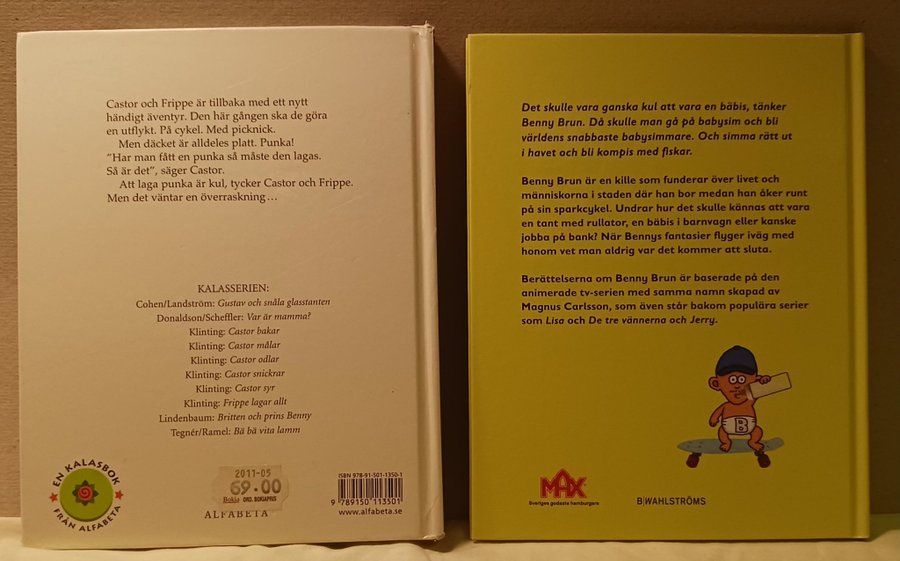 Castor och Frippe är tillbaka med ett nytt
händigt äventyr. Den här gången ska de göra
en utflykt. På cykel. Med picknick.
Men däcket är alldeles platt. Punka!
"Har man fått en punka så måste den lagas.
Så är det", säger Castor.
Att laga punka är kul, tycker Castor och Frippe.
Men det väntar en överraskning…
KALASSERIEN:
Cohen/Landström: Gustav och snåla glasstanten
Donaldson/Scheffler: Var är mamma?
Klinting: Castor bakar
Klinting: Castor målar
Klinting: Castor odlar
Klinting: Castor snickrar
Klinting: Castor syr
Klinting: Frippe lagar allt
Lindenbaum: Britten och prins Benny
Tegnér/Ramel: Bä bä vita lamm
EN KALASBOK
FRÅN ALFABETA
2011-05
69.00
Bokia ORD. BOKIAPRIS
ALFABETA
ISBN 978-91-501-1350-1
9 789150 113501
www.alfabeta.se
Det skulle vara ganska kul att vara en bäbis, tänker
Benny Brun. Då skulle man gå på babysim och bli
världens snabbaste babysimmare. Och simma rätt ut
i havet och bli kompis med fiskar.
Benny Brun är en kille som funderar över livet och
människorna i staden där han bor medan han åker runt
på sin sparkcykel. Undrar hur det skulle kännas att vara
en tant med rullator, en bäbis i barnvagn eller kanske
jobba på bank? När Bennys fantasier flyger iväg med
honom vet man aldrig var det kommer att sluta.
Berättelserna om Benny Brun är baserade på den
animerade tv-serien med samma namn skapad av
Magnus Carlsson, som även står bakom populära serier
som Lisa och De tre vännerna och Jerry.
B
MAX
Sveriges godaste hamburgare
B|WAHLSTRÖMS